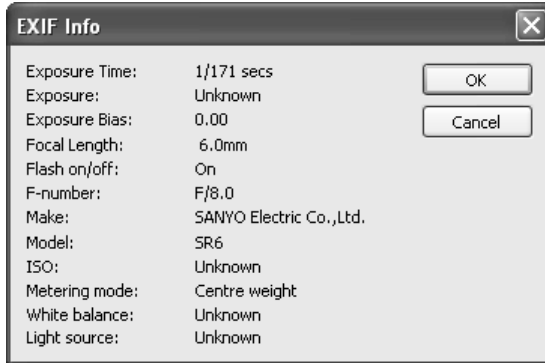 EXIF Info
Exposure Time: 1/171 secs
Exposure: Unknown
Exposure Bias: 0.00
Focal Length: 6.0mm
Flash on/off: On
F-number: F/8.0
Make: SANYO Electric Co.,Ltd.
Model: SR6
ISO: Unknown
Metering mode: Centre weight
White balance: Unknown
Light source: Unknown
OK
Cancel